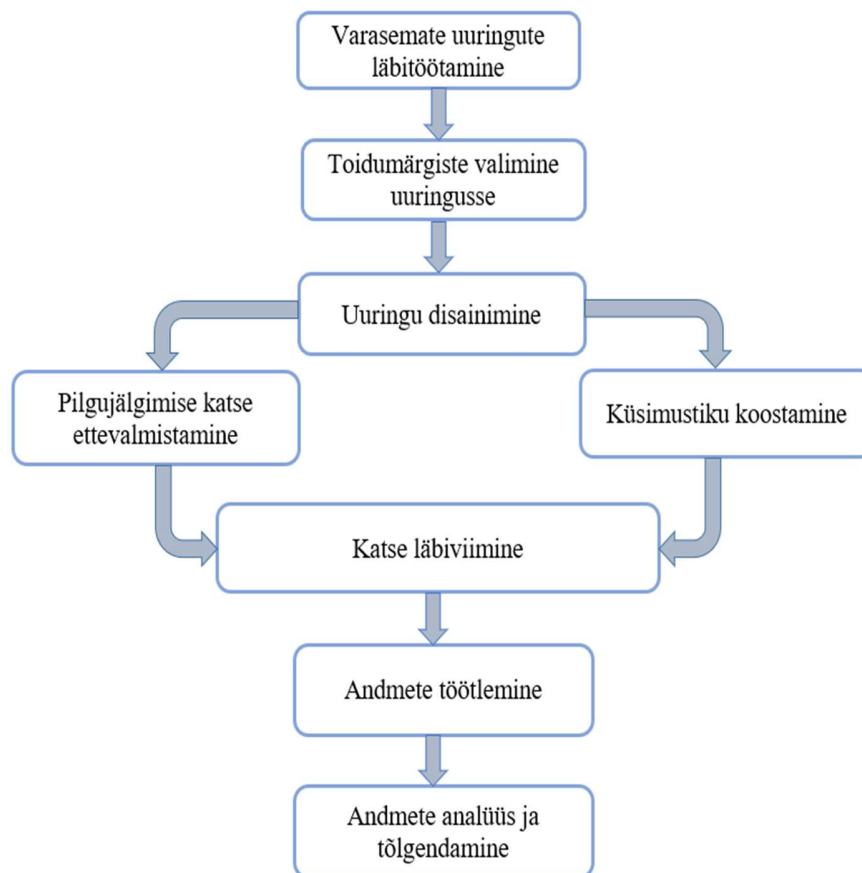 Varasemate uuringute
läbitöötamine
Toidumärgiste valimine
uuringusse
Uuringu disainimine
Pilgujälgimise katse
ettevalmistamine
Küsimustiku koostamine
Katse läbiviimine
Andmete töötlemine
Andmete analüüs ja
tõlgendamine